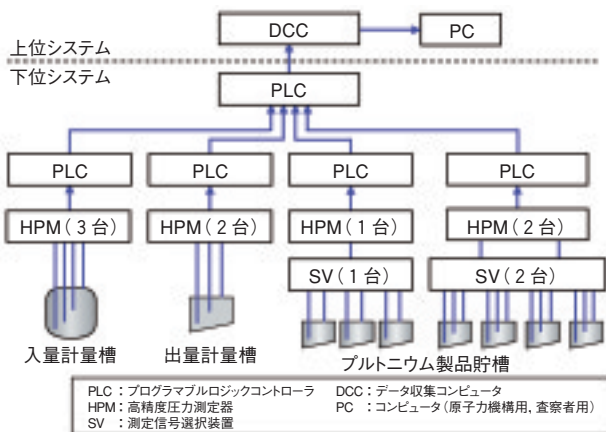 DCC
PC
上位システム
下位システム
PLC
PLC
PLC
PLC
PLC
HPM(3台)
HPM(2台)
HPM(1台)
HPM(2台)
SV(1台)
SV(2台)
入量計量槽
出量計量槽
プルトニウム製品貯槽
PLC:プログラマブルロジックコントローラ
DCC:データ収集コンピュータ
HPM:高精度圧力測定器
PC:コンピュータ(原子力機構用,査察者用)
SV:測定信号選択装置